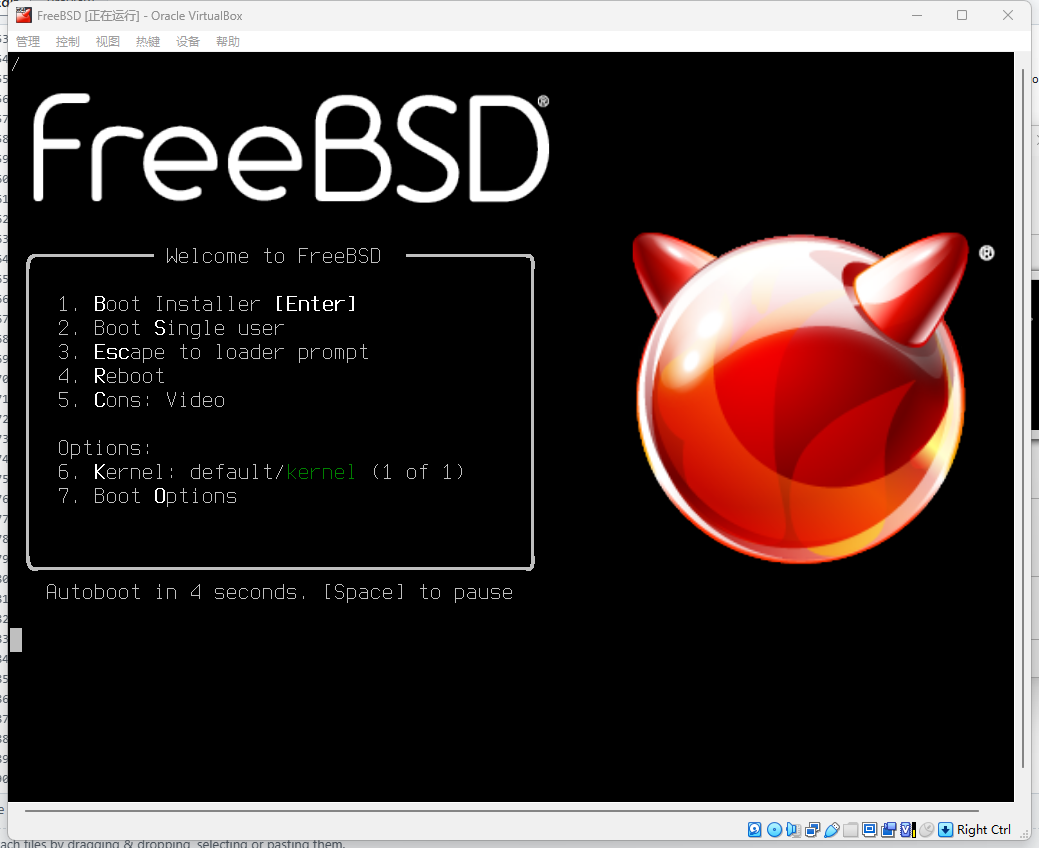 FreeBSD [正在运行] - Oracle VirtualBox
管理 控制 视图 热键 设备 帮助
/
FreeBSD®
Welcome to FreeBSD
1. Boot Installer [Enter]
2. Boot Single user
3. Escape to loader prompt
4. Reboot
5. Cons: Video
Options:
6. Kernel: default/kernel (1 of 1)
7. Boot Options
®
Autoboot in 4 seconds. [Space] to pause
Right Ctrl
ach files by dragging & dropping, selecting or pasting them.